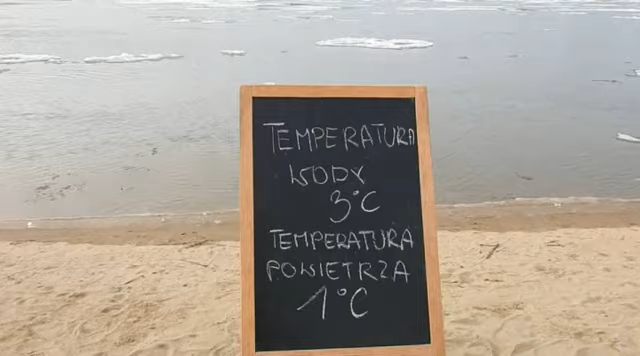 TEMPERATURA
WODY
3°C
TEMPERATURA
POWIETRZA
1°C